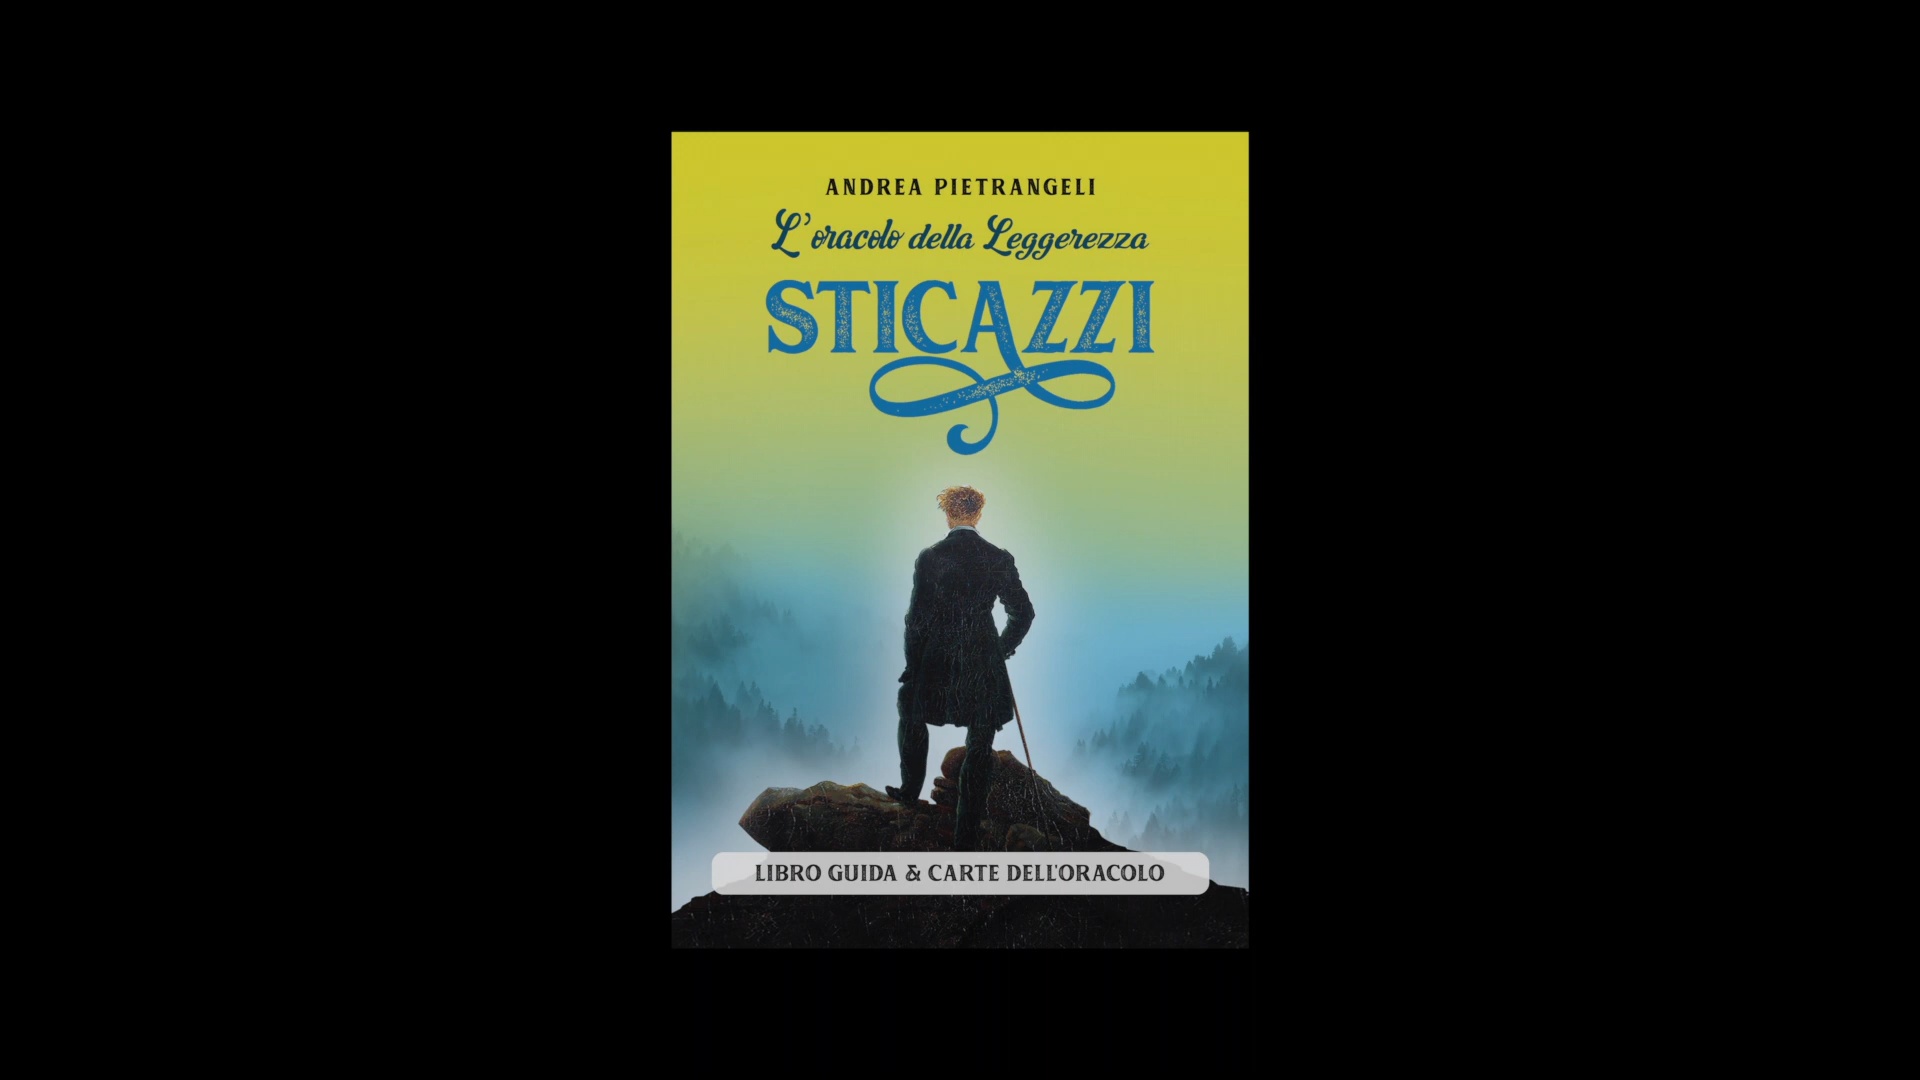 ANDREA PIETRANGELI
L'oracolo della Leggerezza
STICAZZI
LIBRO GUIDA & CARTE DELL'ORACOLO